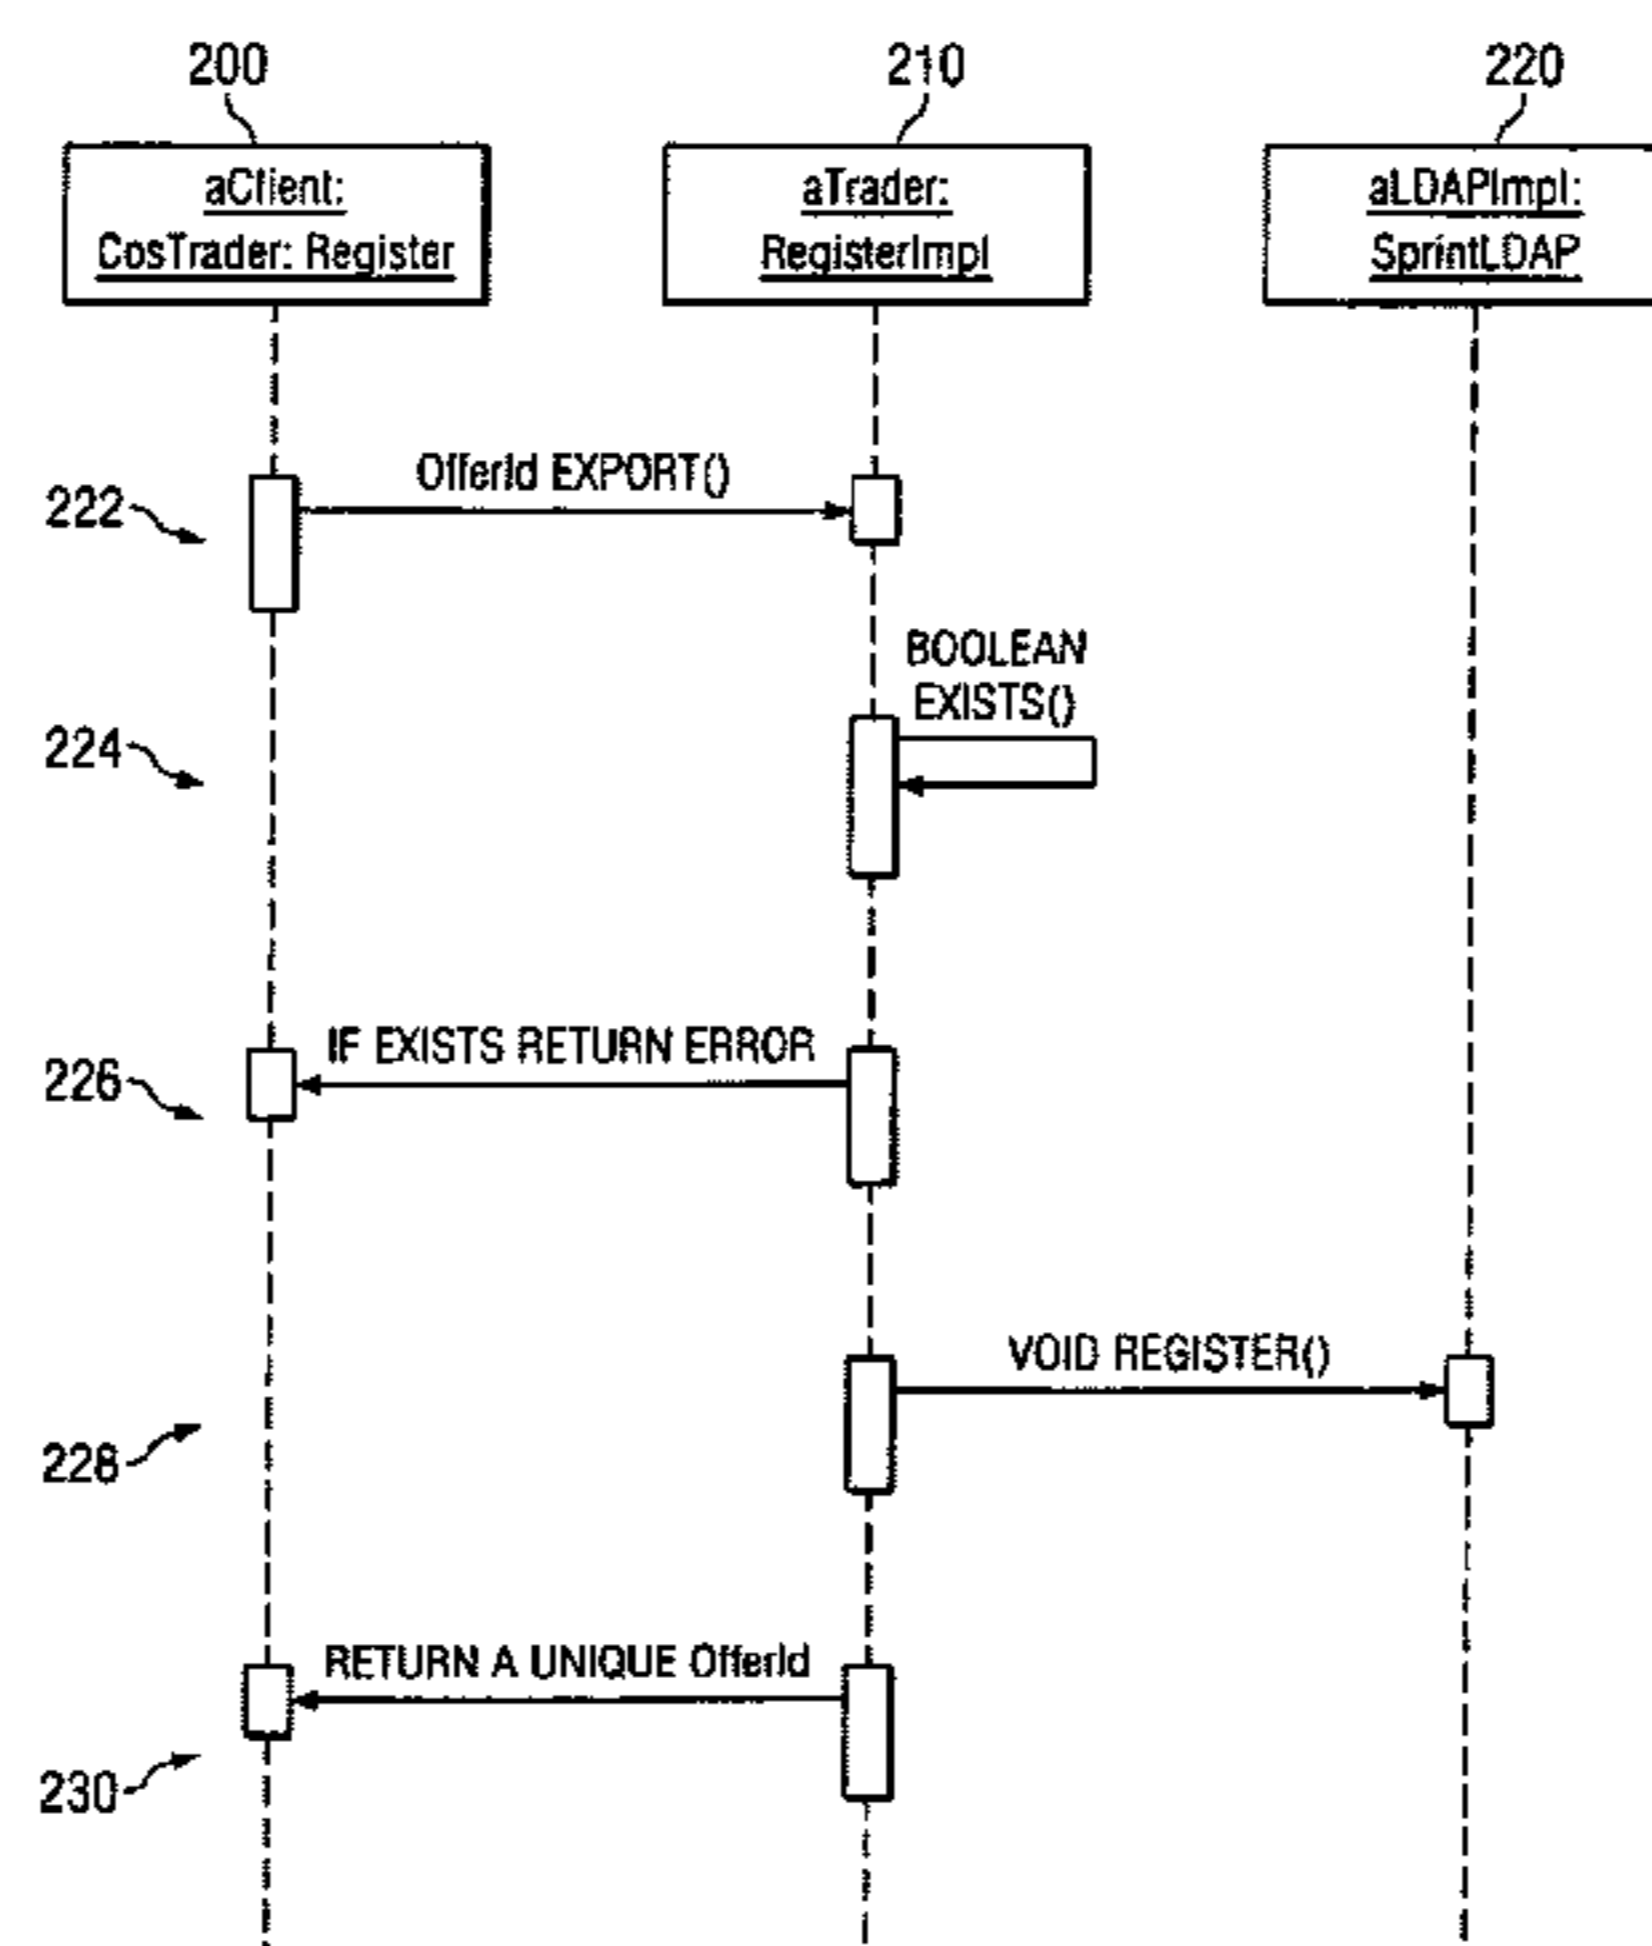 200
210
220
aClient:
CosTrader: Register
aTrader:
RegisterImpl
aLDAPImpl:
SprintLDAP
222
OfferId EXPORT()
BOOLEAN
EXISTS()
224
IF EXISTS RETURN ERROR
226
VOID REGISTER()
228
RETURN A UNIQUE OfferId
230